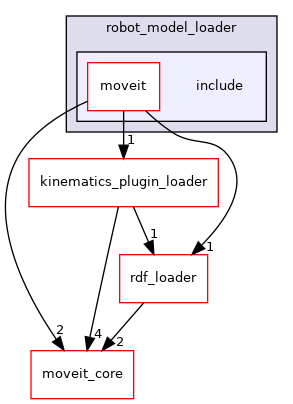 robot_model_loader
moveit
include
1
kinematics_plugin_loader
1
1
rdf_loader
2
4
2
moveit_core